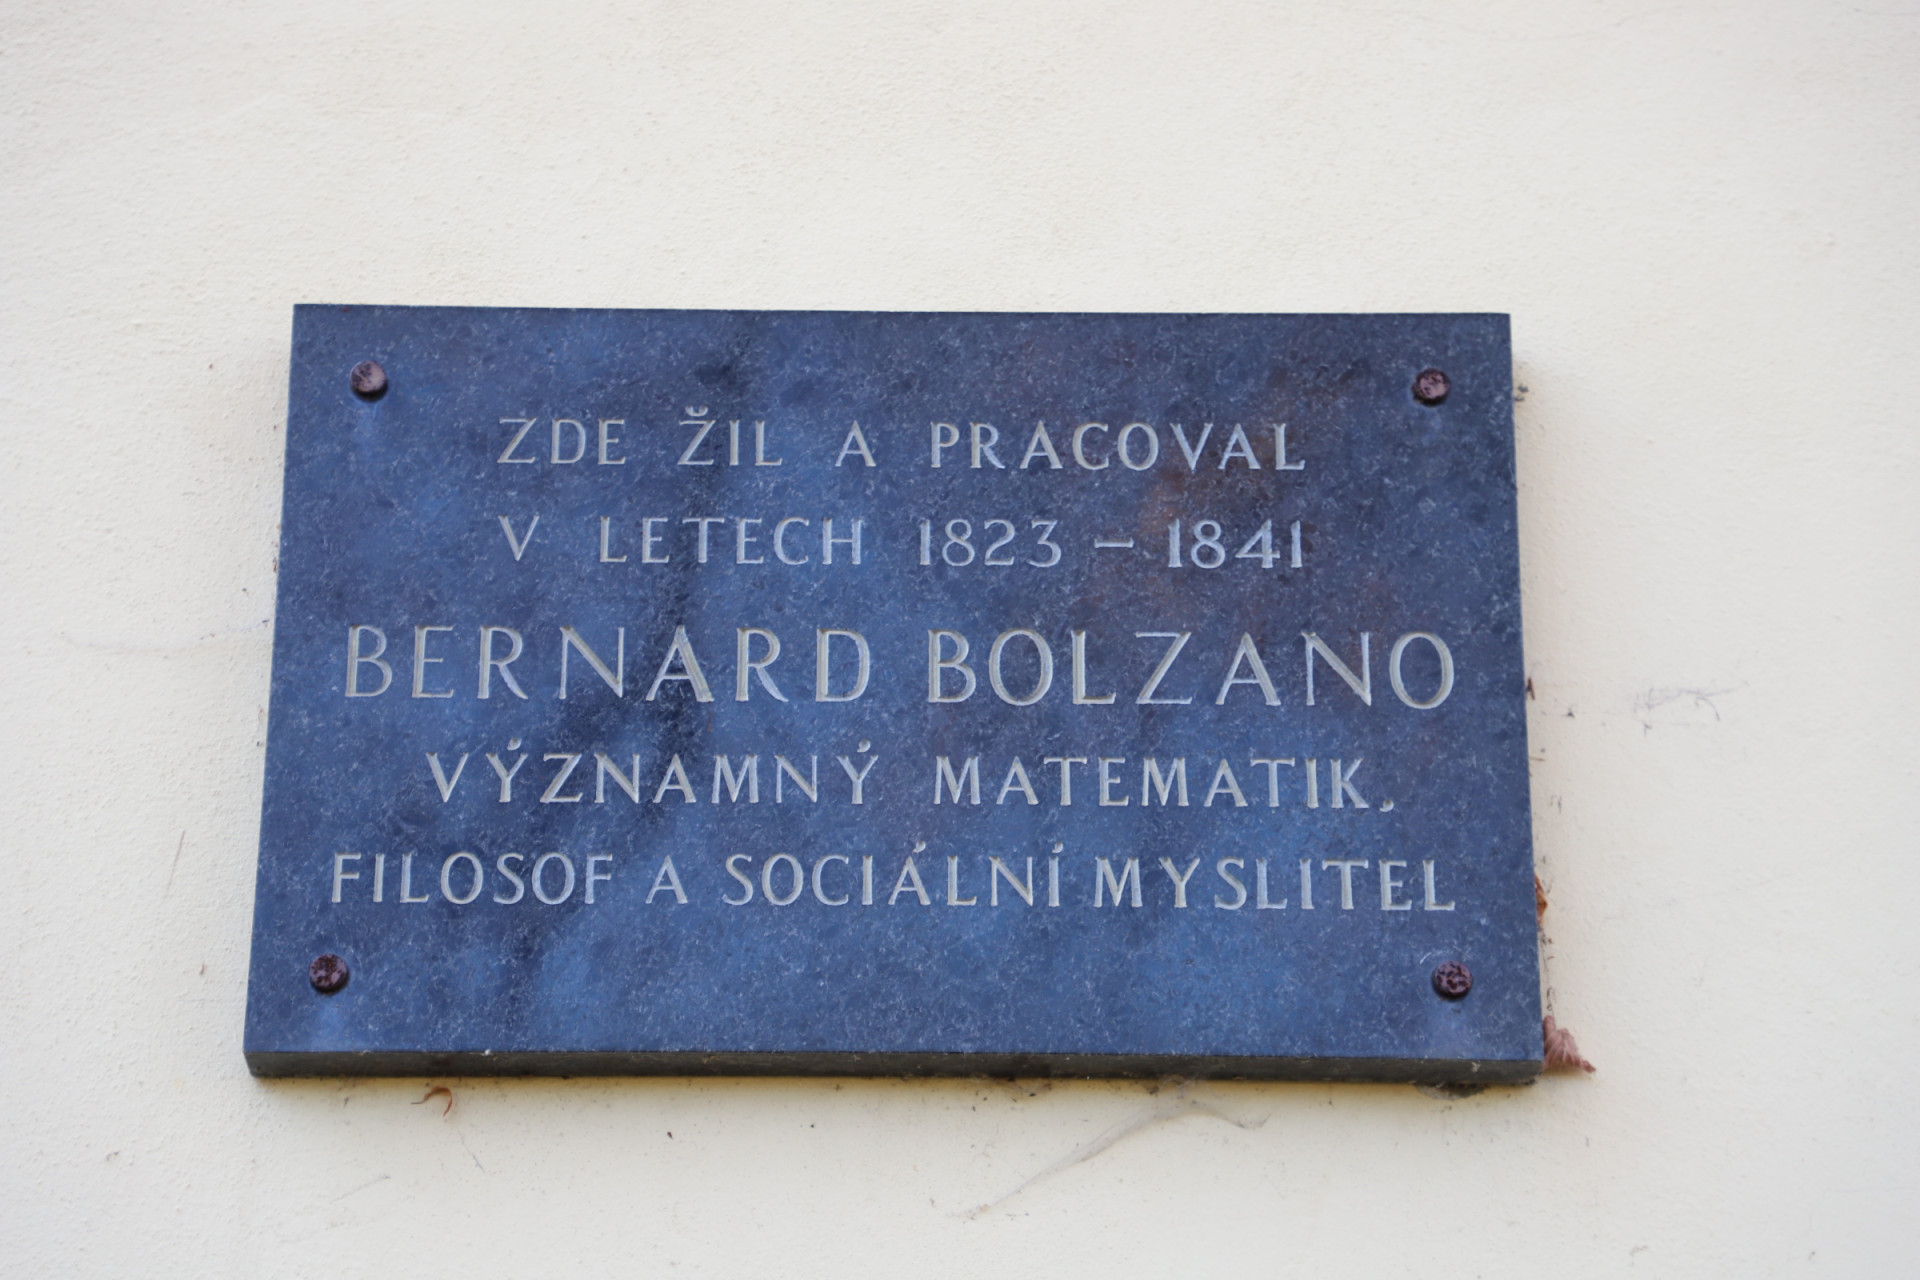 ZDE ŽIL A PRACOVAL
V LETECH 1823 – 1841
BERNARD BOLZANO
VÝZNAMNÝ MATEMATIK,
FILOSOF A SOCIÁLNÍ MYSLITEL